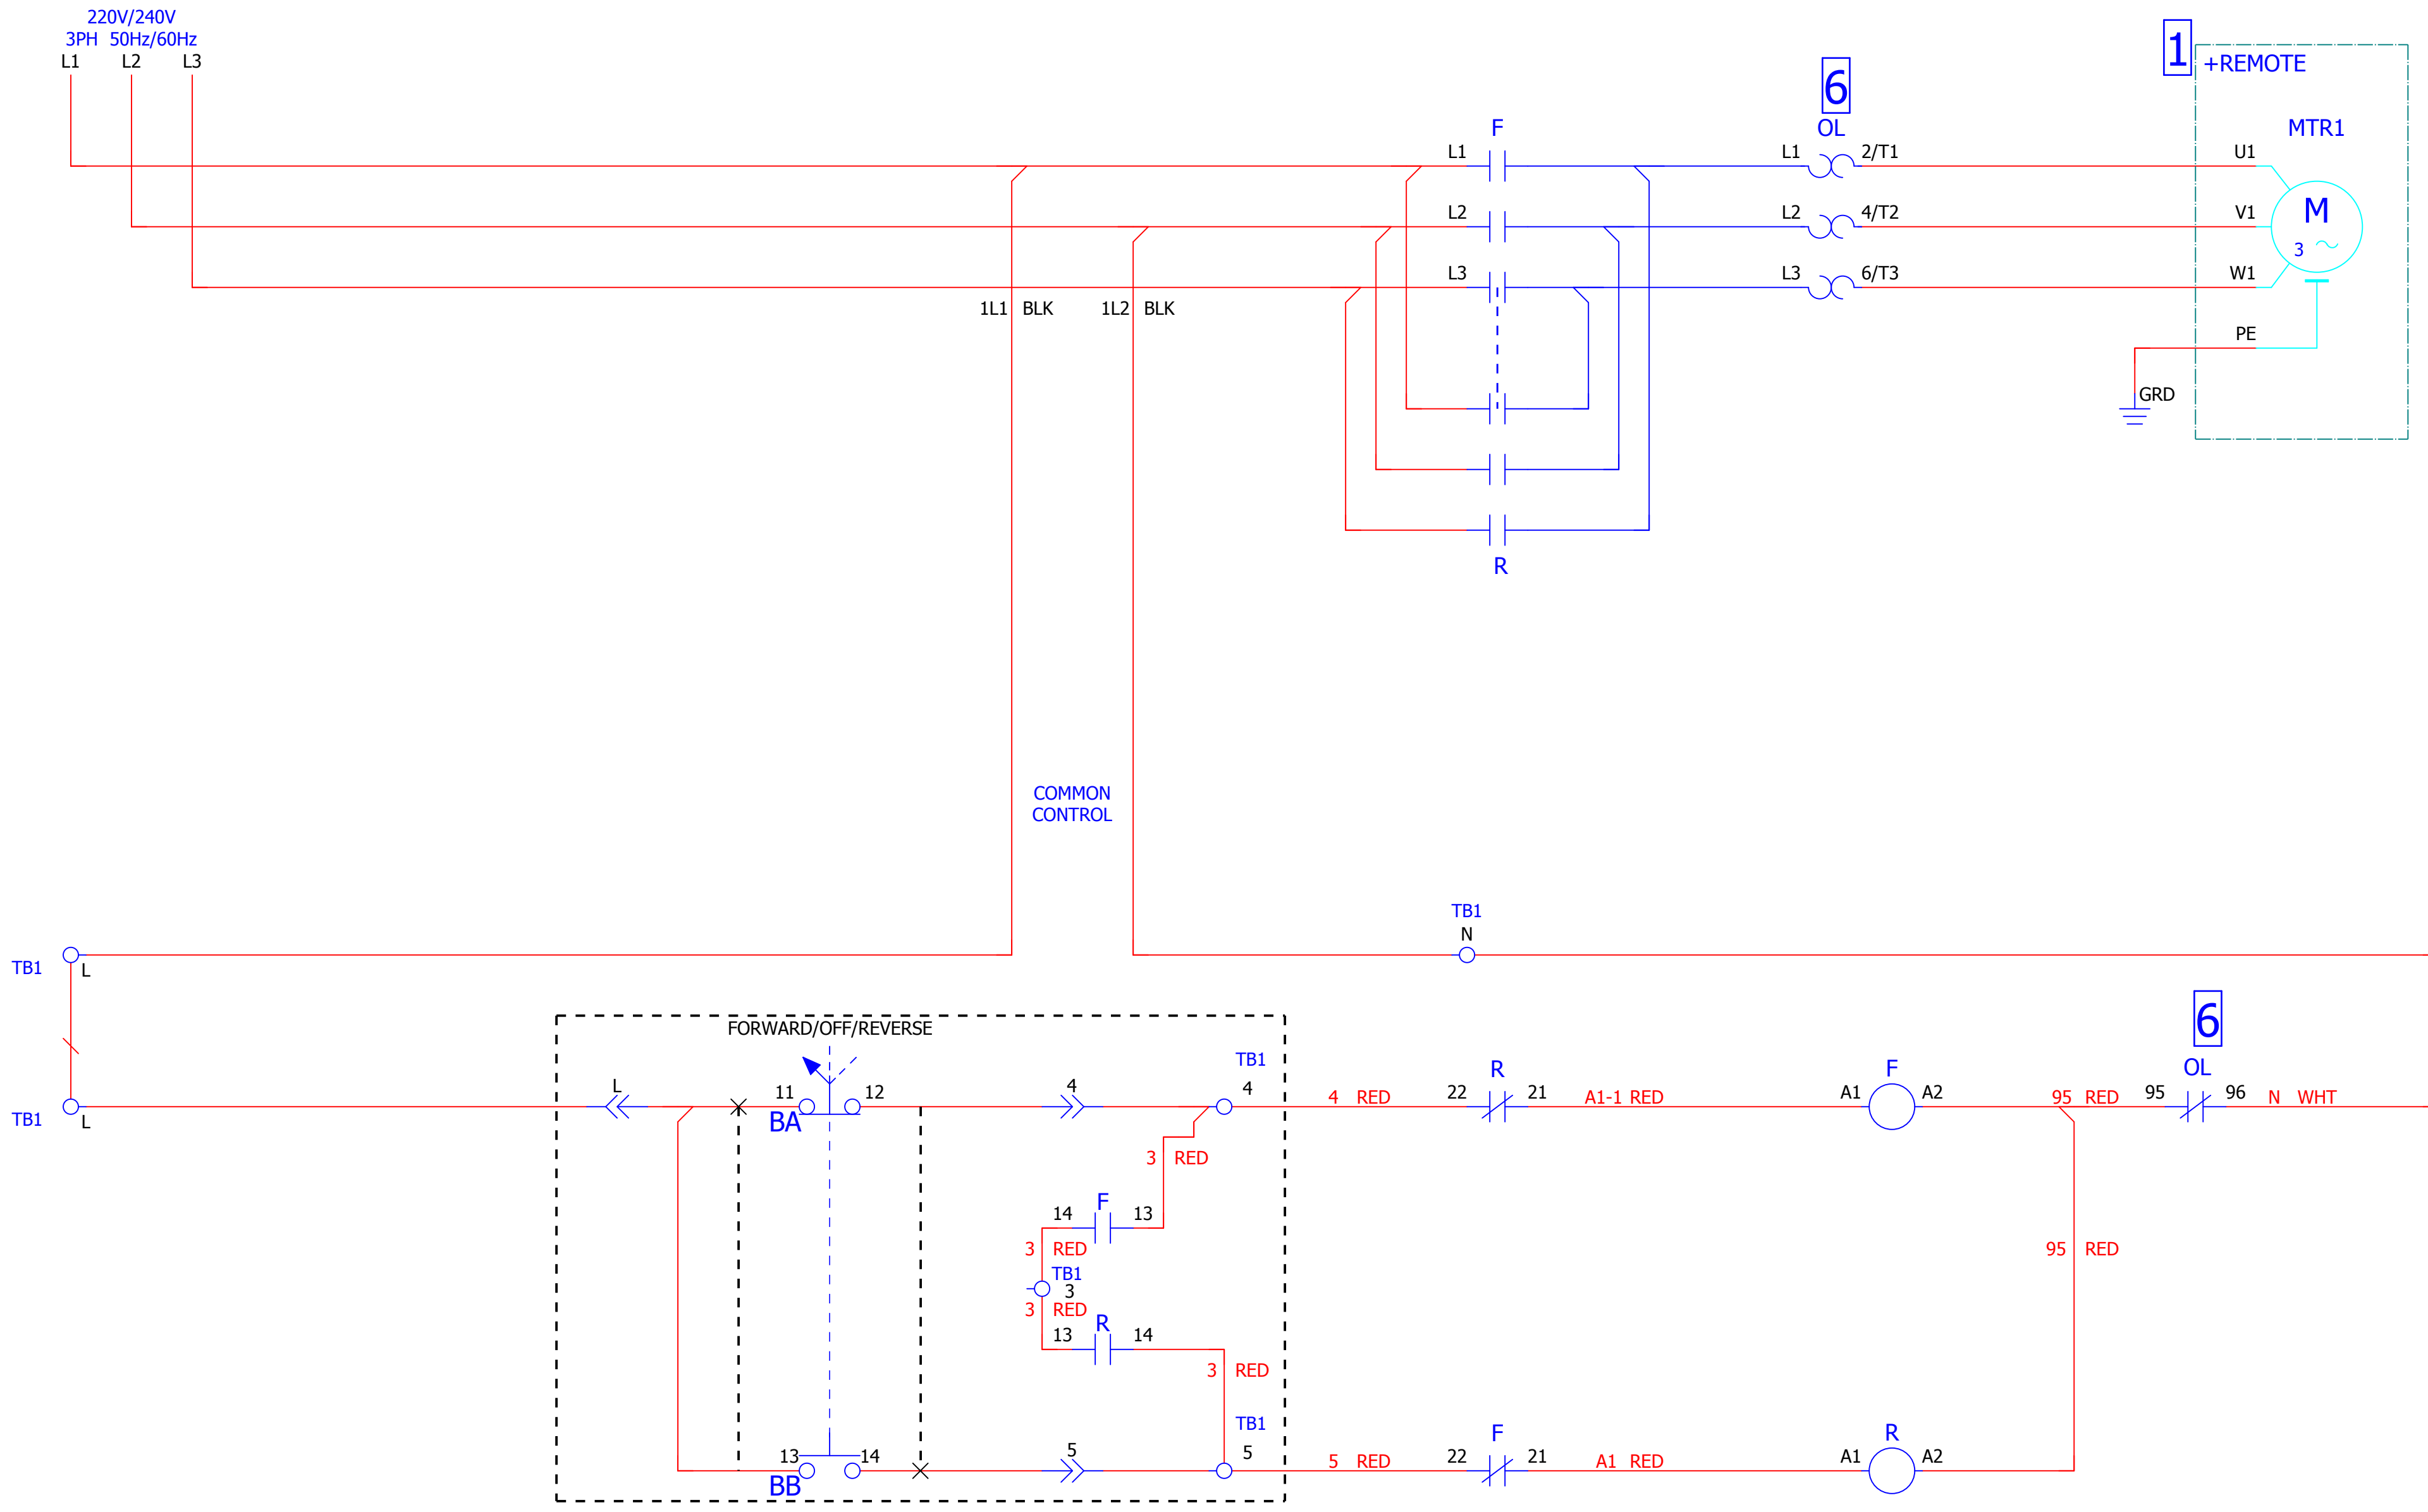 220V/240V
3PH 50Hz/60Hz
L1 L2 L3
1
+REMOTE
6
OL
F
MTR1
L1 L1 2/T1 U1
L2 L2 4/T2 V1
M
3
L3 L3 6/T3 W1
1L1 BLK 1L2 BLK
PE
GRD
R
COMMON
CONTROL
TB1
N
TB1
L
6
FORWARD/OFF/REVERSE
TB1
L 11 12 4 4
R
22 21
F
A1 A2
OL
95 96
4 RED
A1-1 RED
95 RED
N WHT
TB1
L
BA
3 RED
F
14 13
3 RED
95 RED
TB1
3
3 RED
R
13 14
3 RED
TB1
5
13 14 5
F
22 21
R
A1 A2
5 RED
A1 RED
BB